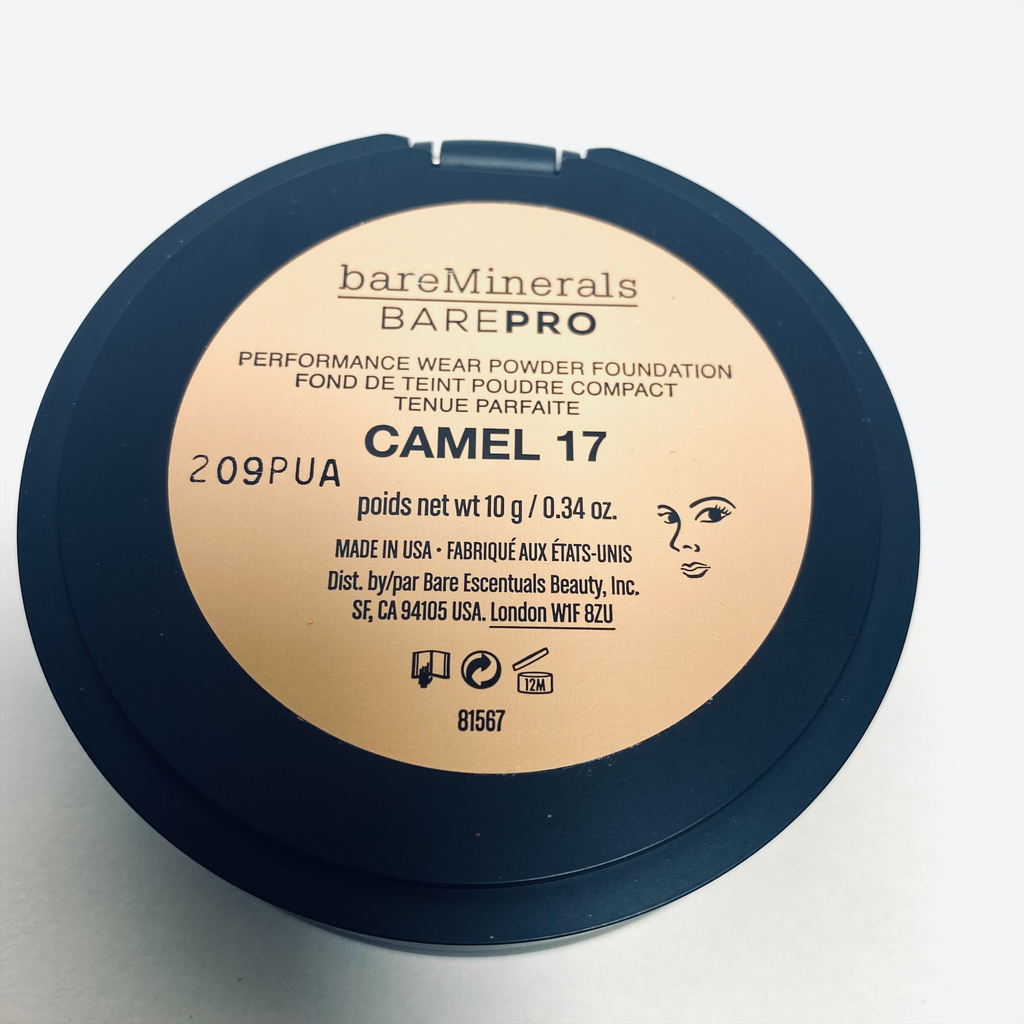 bareMinerals
BAREPRO
PERFORMANCE WEAR POWDER FOUNDATION
FOND DE TEINT POUDRE COMPACT
TENUE PARFAITE
CAMEL 17
209PUA
poids net wt 10 g / 0.34 oz.
MADE IN USA • FABRIQUÉ AUX ÉTATS-UNIS
Dist. by/par Bare Escentuals Beauty, Inc.
SF, CA 94105 USA. London W1F 8ZU
12M
81567